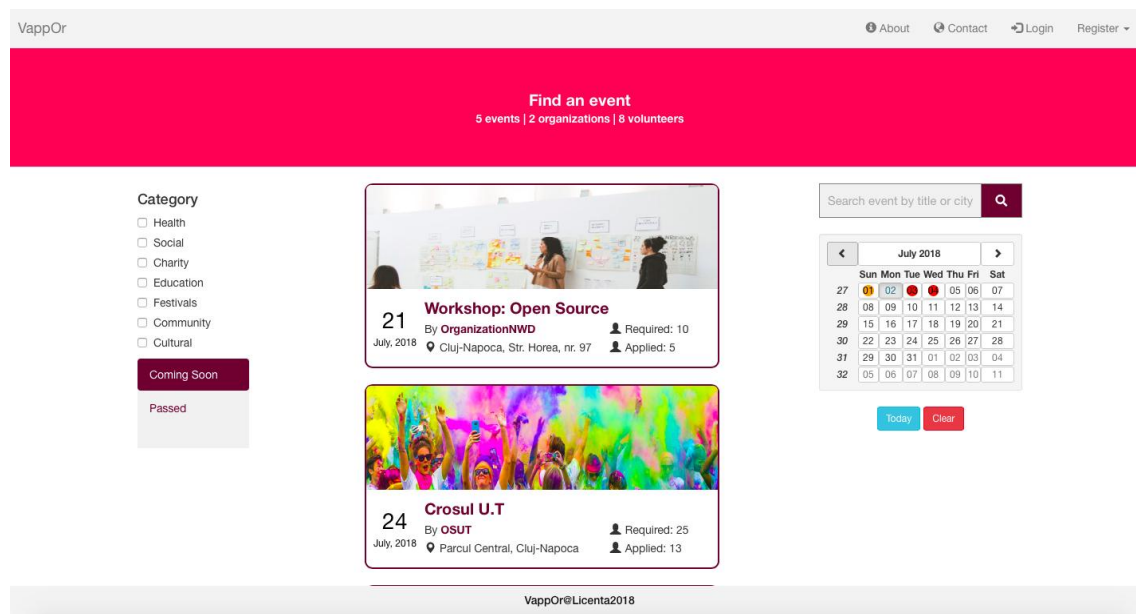 VappOr
About
Contact
Login
Register
Find an event
5 events | 2 organizations | 8 volunteers
Category
Health
Social
Charity
Education
Festivals
Community
Cultural
Coming Soon
Passed
21
July, 2018
Workshop: Open Source
By OrganizationNWD
Cluj-Napoca, Str. Horea, nr. 97
Required: 10
Applied: 5
24
July, 2018
Crosul U.T
By OSUT
Parcul Central, Cluj-Napoca
Required: 25
Applied: 13
Search event by title or city
July 2018
Sun Mon Tue Wed Thu Fri Sat
27 01 02 03 04 05 06 07
28 08 09 10 11 12 13 14
29 15 16 17 18 19 20 21
30 22 23 24 25 26 27 28
31 29 30 31 01 02 03 04
32 05 06 07 08 09 10 11
Today
Clear
VappOr@Licenta2018